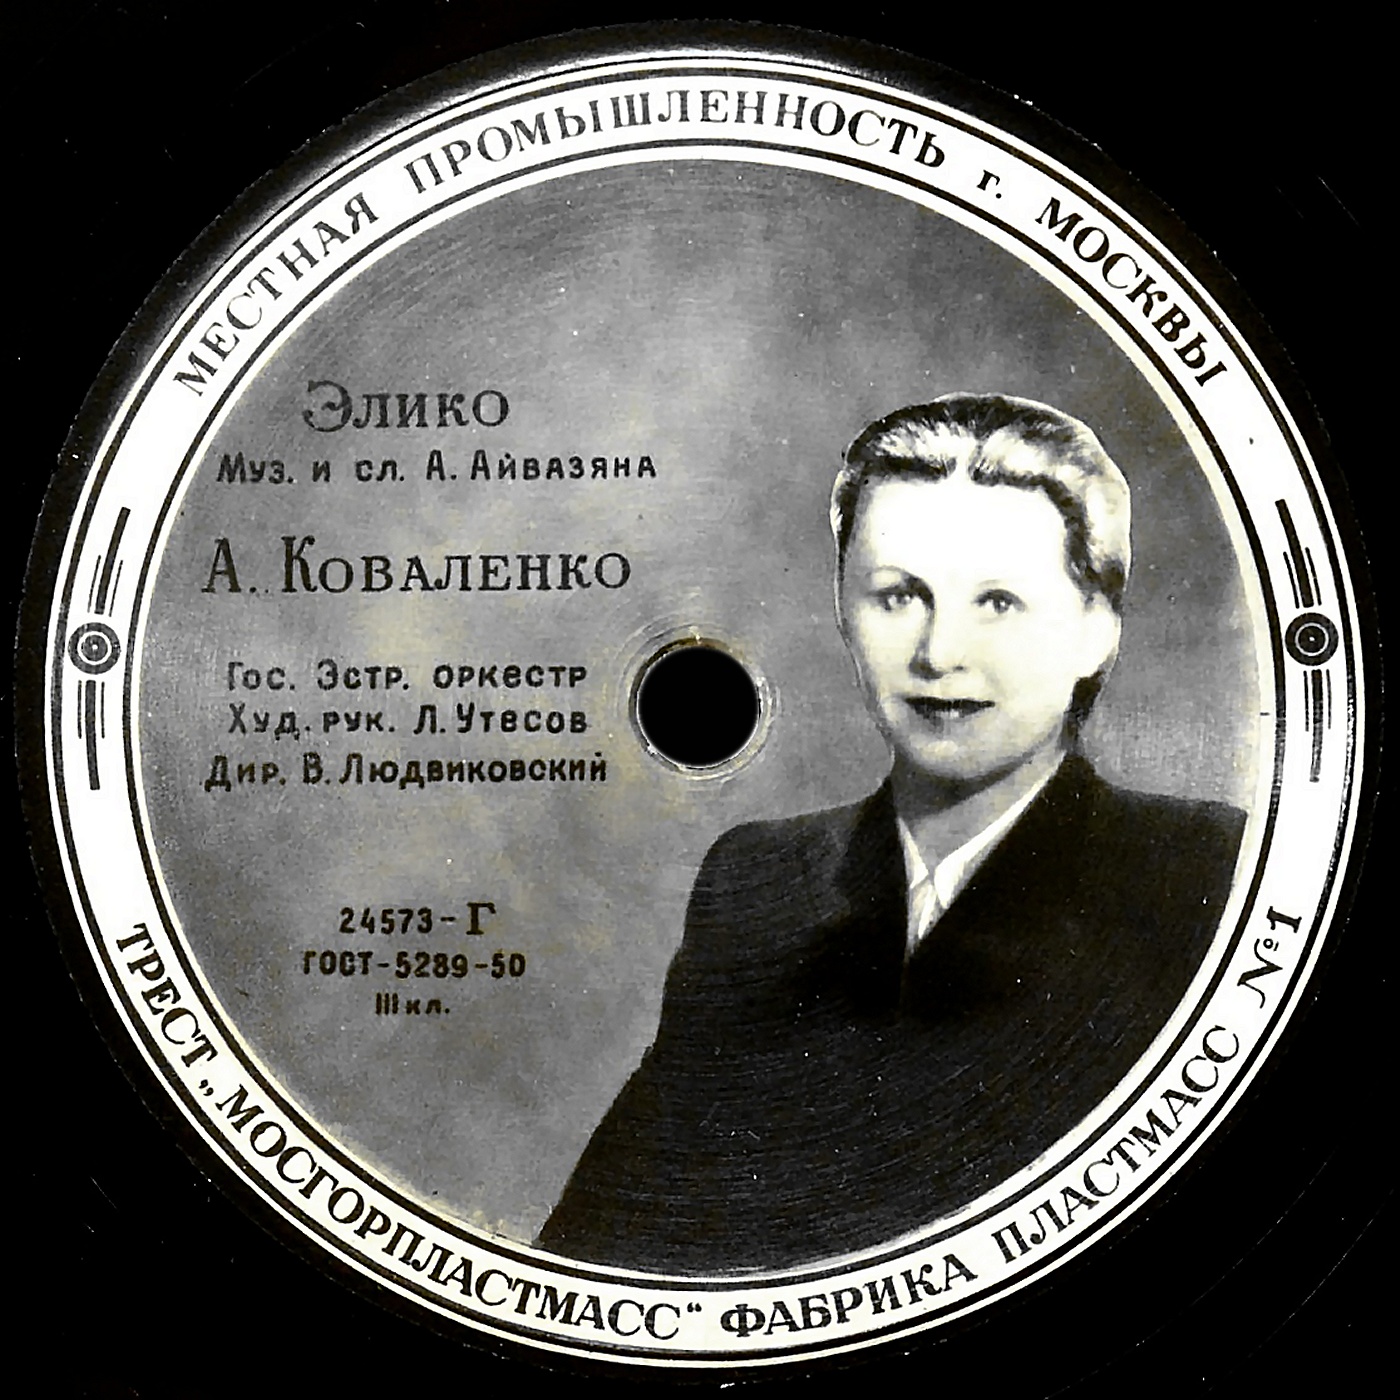 МЕСТНАЯ ПРОМЫШЛЕННОСТЬ г. МОСКВЫ
Элико
Муз. и сл. А. Айвазяна
А. Коваленко
Гос. Эстр. оркестр
Худ. рук. Л. Утесов
Дир. В. Людвиковский
24573-Г
ГОСТ-5289-50
III кл.
ТРЕСТ „МОСГОРПЛАСТМАСС“ ФАБРИКА ПЛАСТМАСС №1